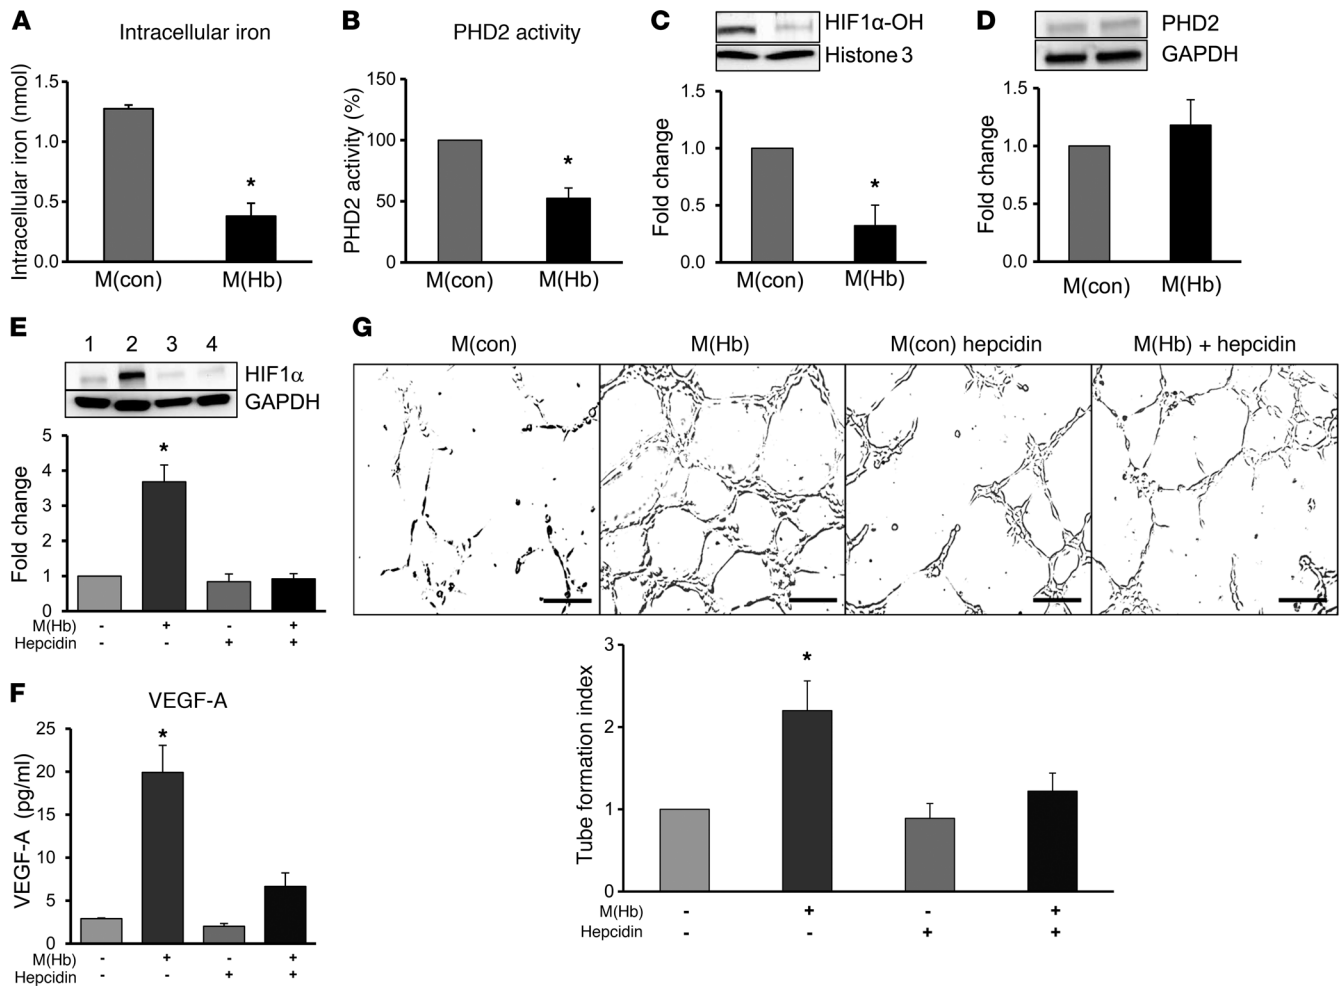 A
Intracellular iron
Intracellular iron (nmol)
1.5
1.0
0.5
0.0
*
M(con)
M(Hb)
B
PHD2 activity
PHD2 activity (%)
150
100
50
0
*
M(con)
M(Hb)
C
HIF1α-OH
Histone 3
Fold change
1.5
1.0
0.5
0.0
*
M(con)
M(Hb)
D
PHD2
GAPDH
Fold change
1.5
1.0
0.5
0.0
M(con)
M(Hb)
E
1 2 3 4
HIF1α
GAPDH
Fold change
5
4
3
2
1
0
*
M(Hb) - + - +
Hepcidin - - + +
F
VEGF-A
VEGF-A (pg/ml)
25
20
15
10
5
0
*
M(Hb) - + - +
Hepcidin - - + +
G
M(con)
M(Hb)
M(con) hepcidin
M(Hb) + hepcidin
Tube formation index
3
2
1
0
*
M(Hb) - + - +
Hepcidin - - + +